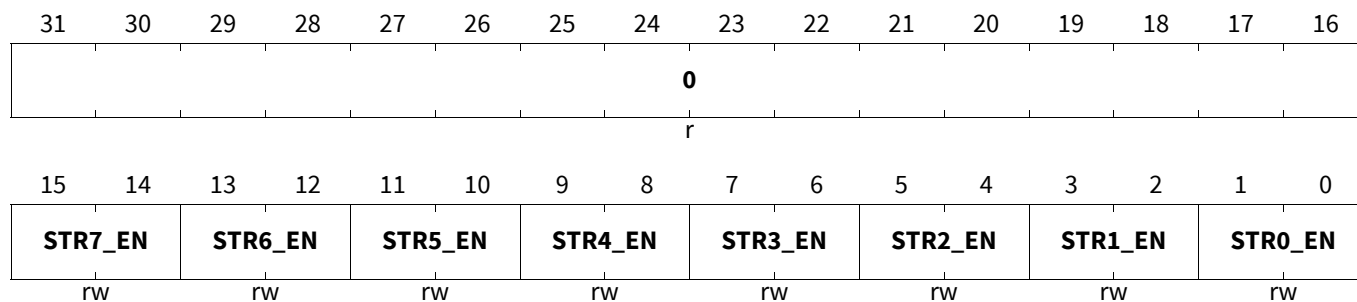 31 30 29 28 27 26 25 24 23 22 21 20 19 18 17 16
0
r
15 14 13 12 11 10 9 8 7 6 5 4 3 2 1 0
STR7_EN STR6_EN STR5_EN STR4_EN STR3_EN STR2_EN STR1_EN STR0_EN
rw rw rw rw rw rw rw rw